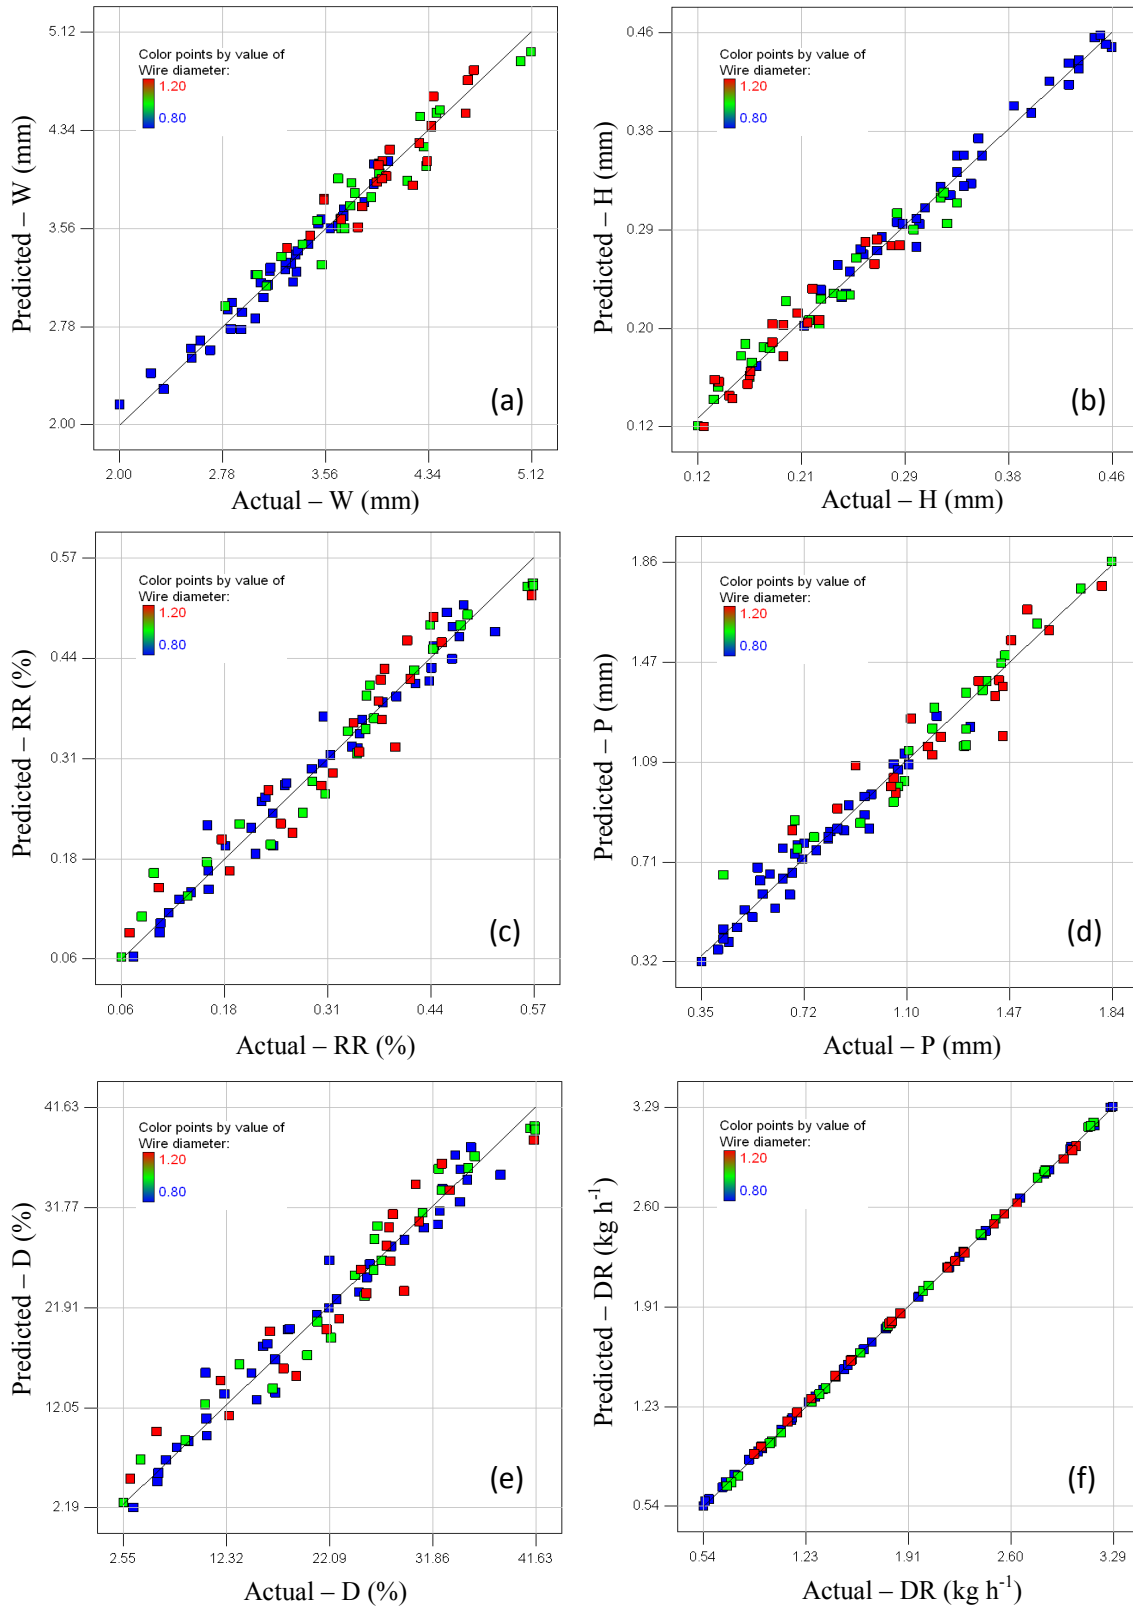 5.12
4.34
3.56
2.78
2.00
Predicted – W (mm)
Color points by value of
Wire diameter:
1.20
0.80
(a)
2.00 2.78 3.56 4.34 5.12
Actual – W (mm)
0.46
0.38
0.29
0.20
0.12
Predicted – H (mm)
Color points by value of
Wire diameter:
1.20
0.80
(b)
0.12 0.21 0.29 0.38 0.46
Actual – H (mm)
0.57
0.44
0.31
0.18
0.06
Predicted – RR (%)
Color points by value of
Wire diameter:
1.20
0.80
(c)
0.06 0.18 0.31 0.44 0.57
Actual – RR (%)
1.86
1.47
1.09
0.71
0.32
Predicted – P (mm)
Color points by value of
Wire diameter:
1.20
0.80
(d)
0.35 0.72 1.10 1.47 1.84
Actual – P (mm)
41.63
31.77
21.91
12.05
2.19
Predicted – D (%)
Color points by value of
Wire diameter:
1.20
0.80
(e)
2.55 12.32 22.09 31.86 41.63
Actual – D (%)
3.29
2.60
1.91
1.23
0.54
Predicted – DR (kg h⁻¹)
Color points by value of
Wire diameter:
1.20
0.80
(f)
0.54 1.23 1.91 2.60 3.29
Actual – DR (kg h⁻¹)